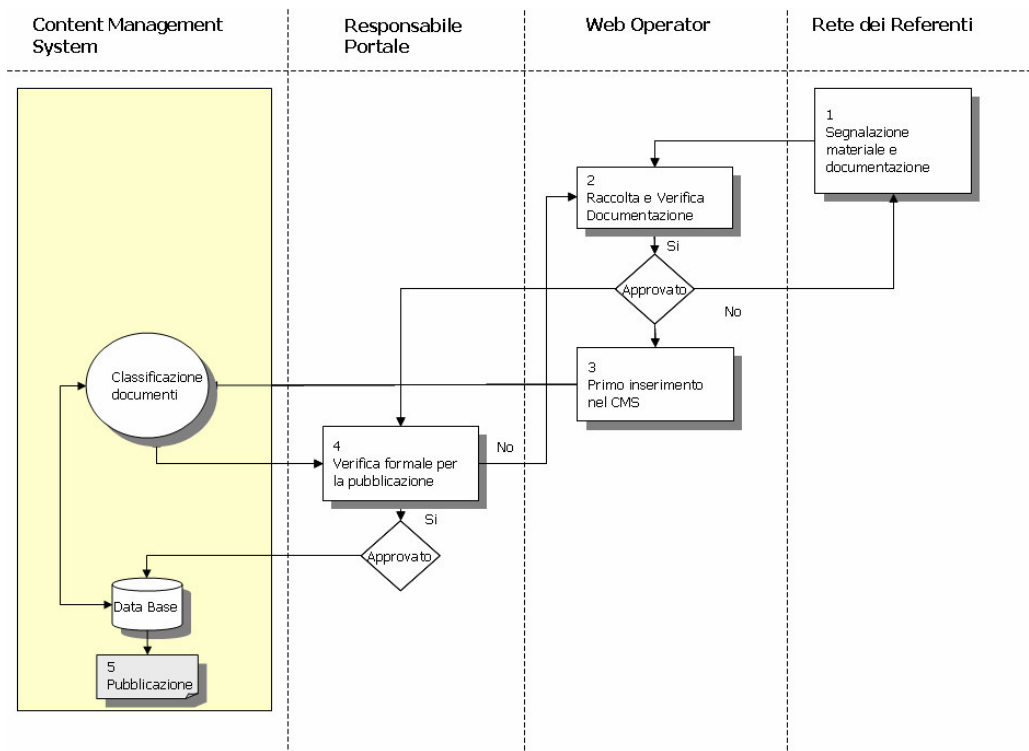 Content Management
System
Responsabile
Portale
Web Operator
Rete dei Referenti
1
Segnalazione
materiale e
documentazione
2
Raccolta e Verifica
Documentazione
Si
Approvato
No
3
Primo inserimento
nel CMS
Classificazione
documenti
4
Verifica formale per
la pubblicazione
No
Si
Approvato
Data Base
5
Pubblicazione